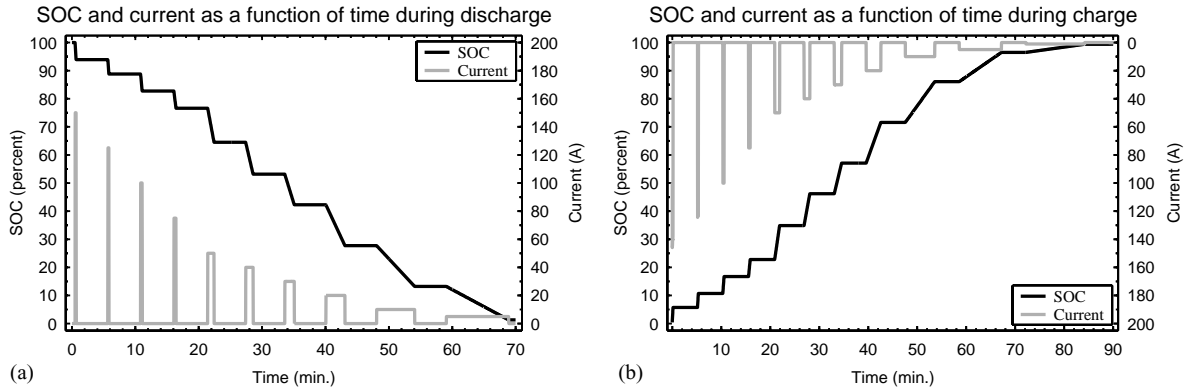 SOC and current as a function of time during discharge
100
90
80
70
60
50
40
30
20
10
0
SOC (percent)
200
180
160
140
120
100
80
60
40
20
0
Current (A)
SOC
Current
0 10 20 30 40 50 60 70
Time (min.)
(a)
SOC and current as a function of time during charge
100
90
80
70
60
50
40
30
20
10
0
SOC (percent)
0
20
40
60
80
100
120
140
160
180
200
Current (A)
SOC
Current
10 20 30 40 50 60 70 80 90
Time (min.)
(b)